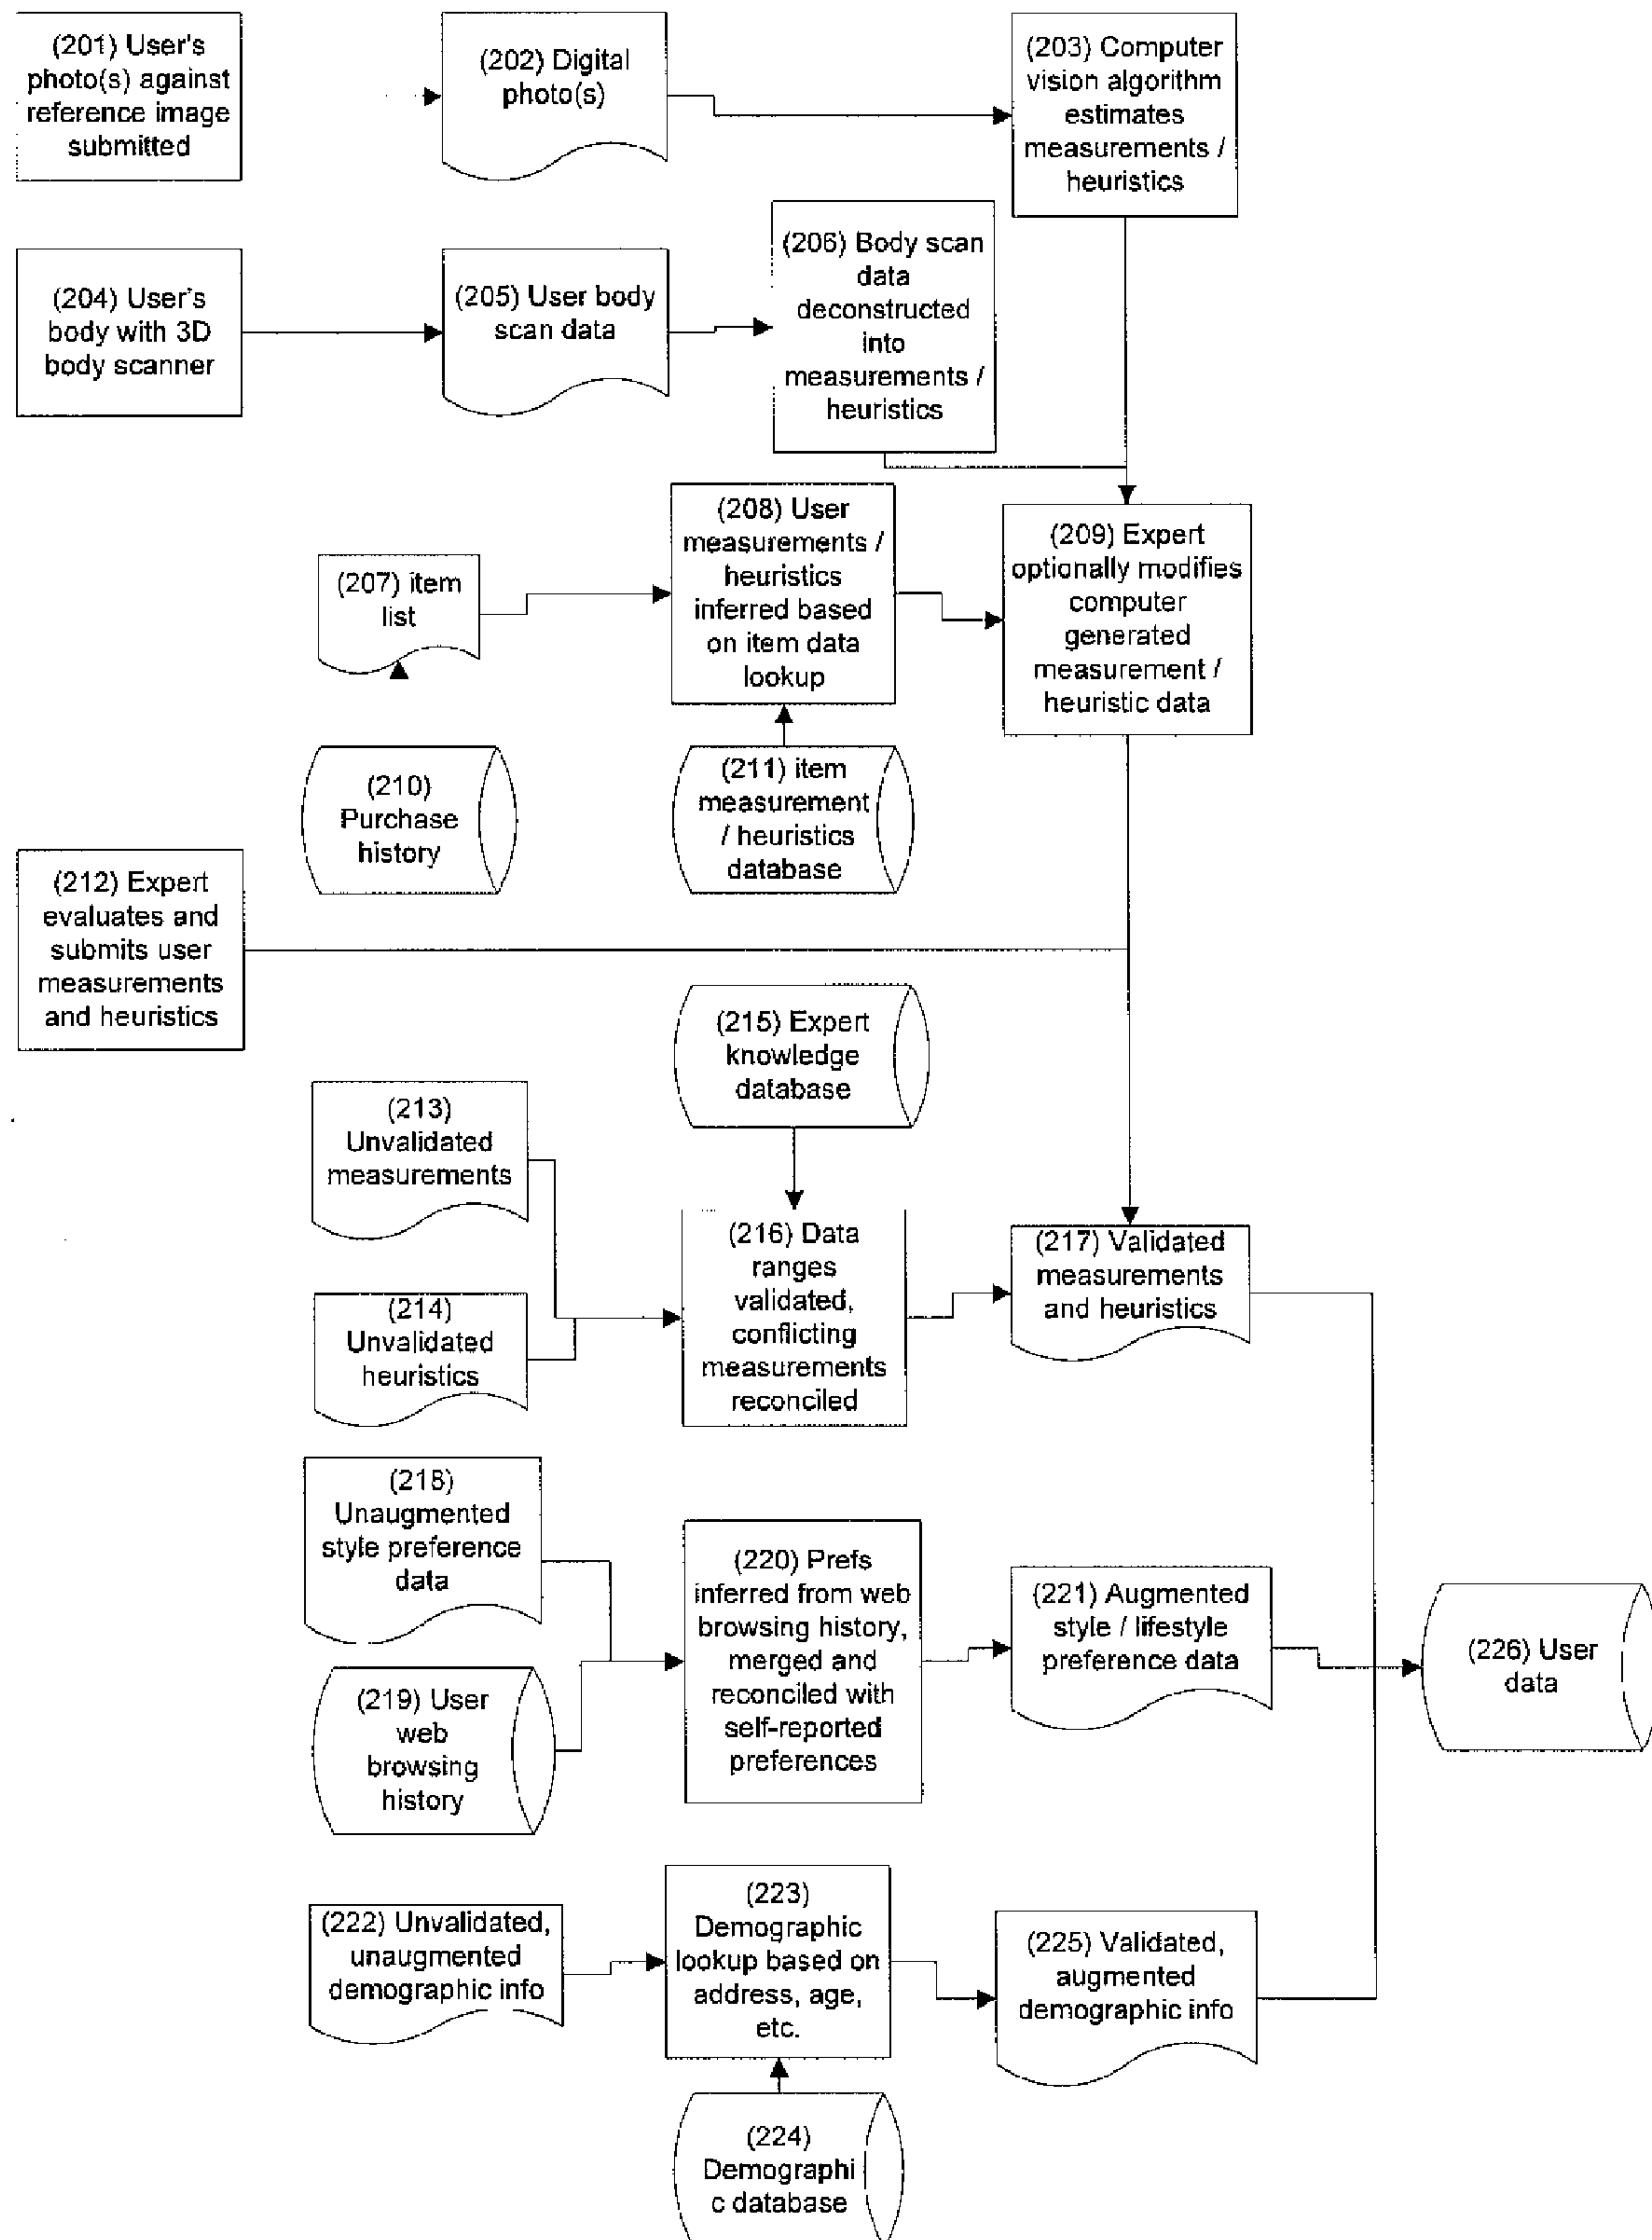 (201) User's
photo(s) against
reference image
submitted
(202) Digital
photo(s)
(203) Computer
vision algorithm
estimates
measurements /
heuristics
(204) User's
body with 3D
body scanner
(205) User body
scan data
(206) Body scan
data
deconstructed
into
measurements /
heuristics
(207) item
list
(208) User
measurements /
heuristics
inferred based
on item data
lookup
(209) Expert
optionally modifies
computer
generated
measurement /
heuristic data
(210)
Purchase
history
(211) item
measurement
/ heuristics
database
(212) Expert
evaluates and
submits user
measurements
and heuristics
(213)
Unvalidated
measurements
(214)
Unvalidated
heuristics
(215) Expert
knowledge
database
(216) Data
ranges
validated,
conflicting
measurements
reconciled
(217) Validated
measurements
and heuristics
(218)
Unaugmented
style preference
data
(219) User
web
browsing
history
(220) Prefs
inferred from web
browsing history,
merged and
reconciled with
self-reported
preferences
(221) Augmented
style / lifestyle
preference data
(226) User
data
(222) Unvalidated,
unaugmented
demographic info
(223)
Demographic
lookup based on
address, age,
etc.
(225) Validated,
augmented
demographic info
(224)
Demographi
c database